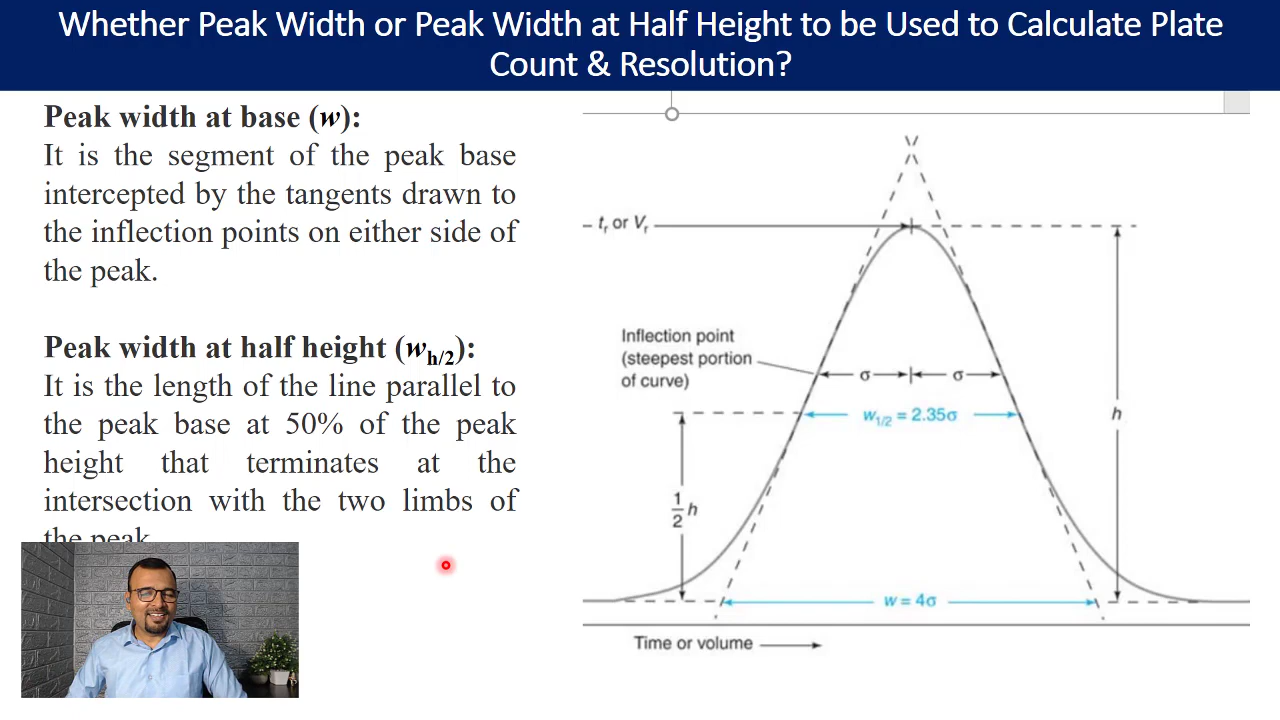 Whether Peak Width or Peak Width at Half Height to be Used to Calculate Plate
Count & Resolution?
Peak width at base (w):
It is the segment of the peak base
intercepted by the tangents drawn to
the inflection points on either side of
the peak.
Peak width at half height (wh/2):
It is the length of the line parallel to
the peak base at 50% of the peak
height that terminates at the
intersection with the two limbs of
the peak
tr or Vr
Inflection point
(steepest portion
of curve)
σ σ
w1/2 = 2.35σ
h
1/2 h
w = 4σ
Time or volume